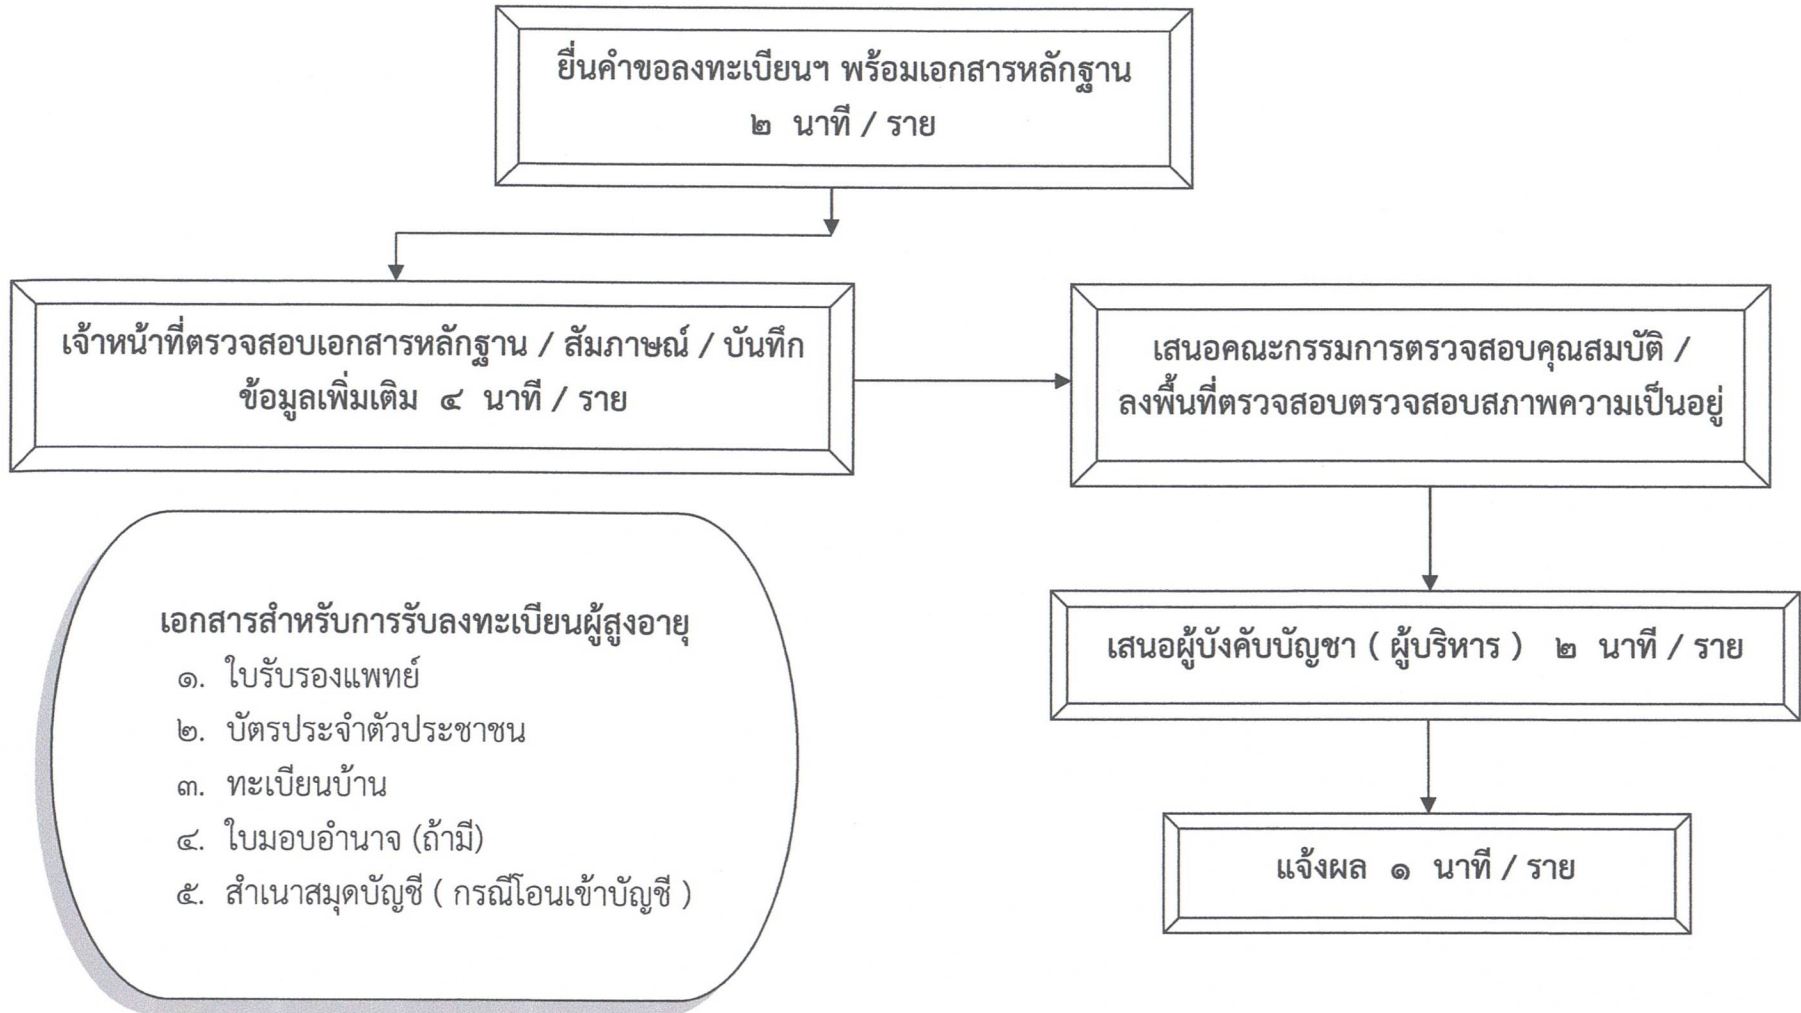 ยื่นคำขอลงทะเบียนฯ พร้อมเอกสารหลักฐาน
๒ นาที / ราย
เจ้าหน้าที่ตรวจสอบเอกสารหลักฐาน / สัมภาษณ์ / บันทึก
ข้อมูลเพิ่มเติม ๔ นาที / ราย
เสนอคณะกรรมการตรวจสอบคุณสมบัติ /
ลงพื้นที่ตรวจสอบตรวจสอบสภาพความเป็นอยู่
เสนอผู้บังคับบัญชา ( ผู้บริหาร ) ๒ นาที / ราย
แจ้งผล ๑ นาที / ราย
เอกสารสำหรับการรับลงทะเบียนผู้สูงอายุ
๑. ใบรับรองแพทย์
๒. บัตรประจำตัวประชาชน
๓. ทะเบียนบ้าน
๔. ใบมอบอำนาจ (ถ้ามี)
๕. สำเนาสมุดบัญชี ( กรณีโอนเข้าบัญชี )